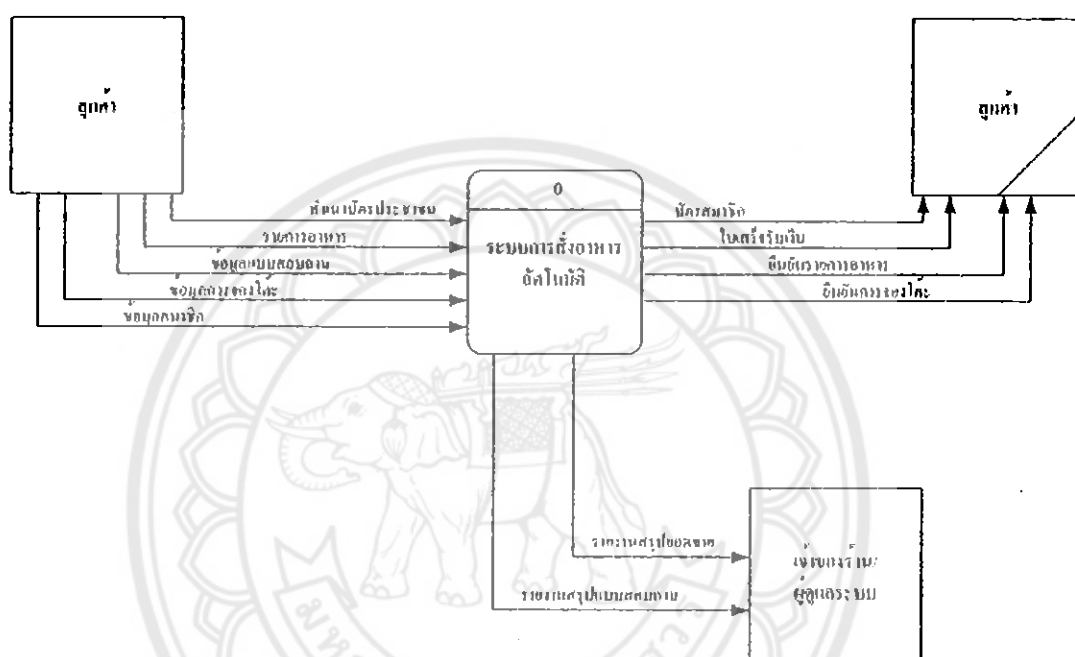 ลูกค้า
ลูกค้า
0
ระบบการสั่งอาหาร
อัตโนมัติ
สำเนาบัตรประชาชน
รายการอาหาร
ข้อมูลแบบสอบถาม
ข้อมูลการจองโต๊ะ
ข้อมูลสมาชิก
บัตรสมาชิก
ใบเสร็จรับเงิน
ยืนยันรายการอาหาร
ยืนยันการจองโต๊ะ
รายงานสรุปยอดขาย
รายงานสรุปแบบสอบถาม
เจ้าของร้าน/
ผู้ดูแลระบบ